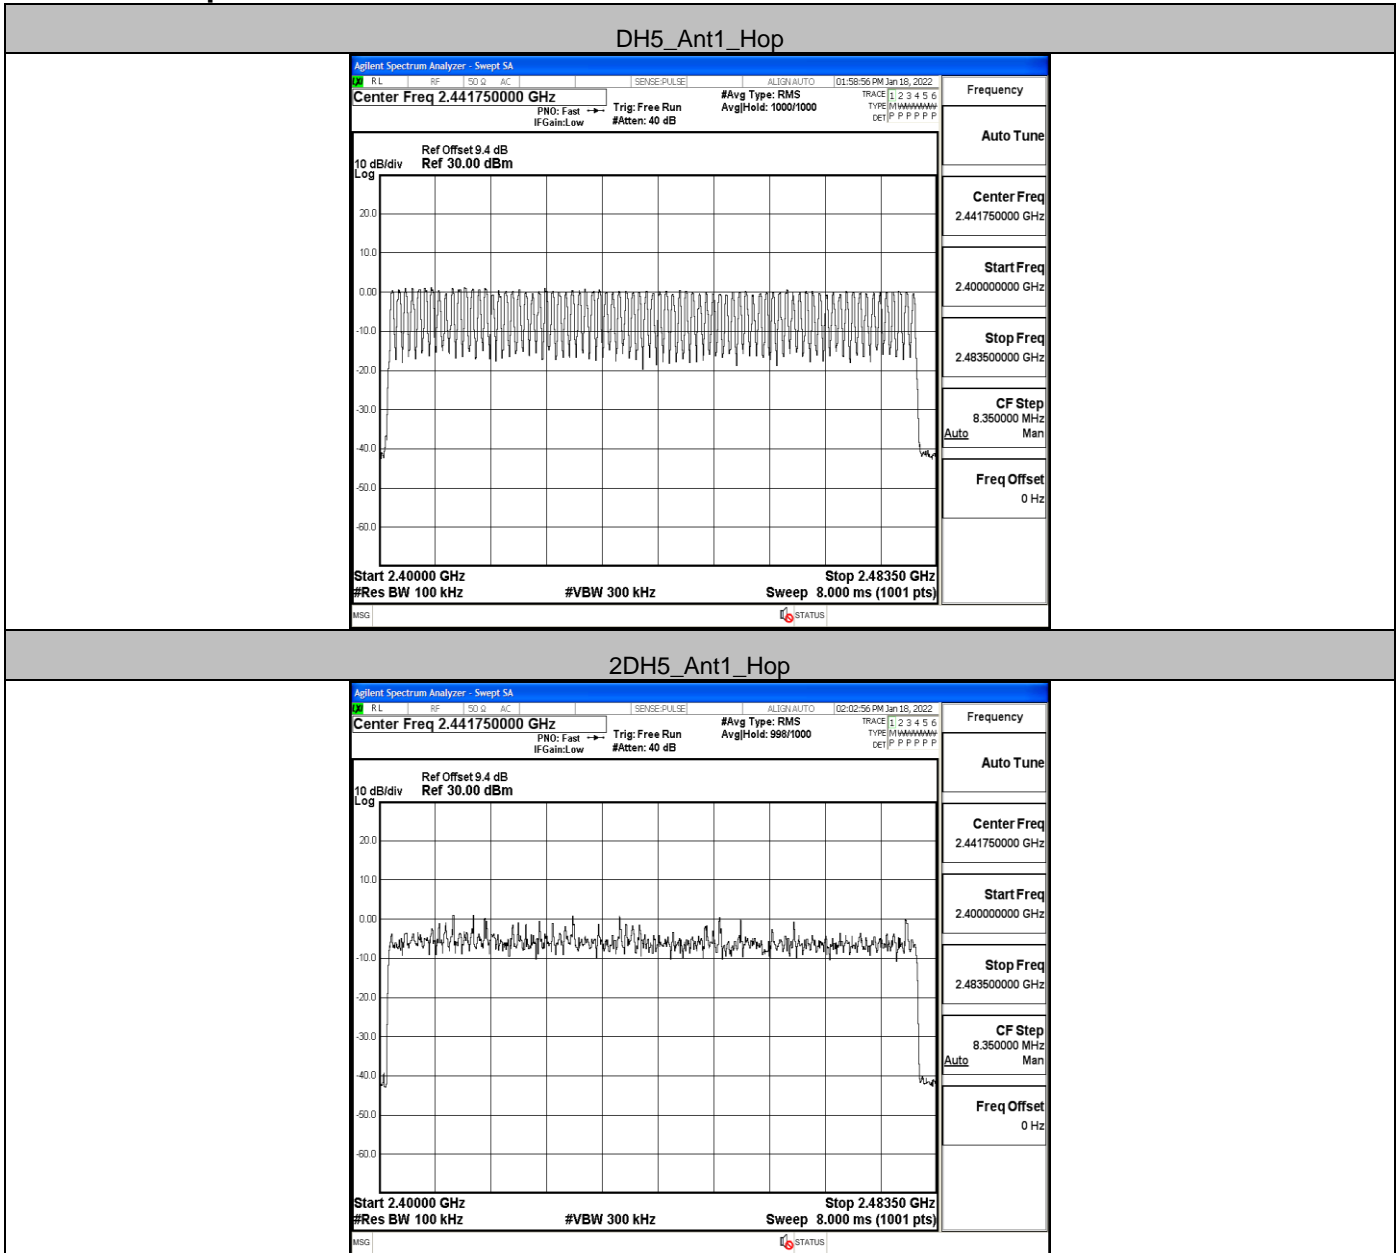 DH5_Ant1_Hop
Agilent Spectrum Analyzer - Swept SA
RL RF 50 Ω AC SENSE:PULSE ALIGNAUTO 01:58:56 PM Jan 18, 2022
Center Freq 2.441750000 GHz #Avg Type: RMS TRACE 1 2 3 4 5 6
PNO: Fast Trig: Free Run Avg|Hold: 1000/1000 TYPE M
IFGain:Low #Atten: 40 dB DET P P P P P P
Ref Offset 9.4 dB
10 dB/div Ref 30.00 dBm
Log
20.0
10.0
0.00
-10.0
-20.0
-30.0
-40.0
-50.0
-60.0
Start 2.40000 GHz Stop 2.48350 GHz
#Res BW 100 kHz #VBW 300 kHz Sweep 8.000 ms (1001 pts)
MSG STATUS
Frequency
Auto Tune
Center Freq
2.441750000 GHz
Start Freq
2.400000000 GHz
Stop Freq
2.483500000 GHz
CF Step
8.350000 MHz
Auto Man
Freq Offset
0 Hz
2DH5_Ant1_Hop
Agilent Spectrum Analyzer - Swept SA
RL RF 50 Ω AC SENSE:PULSE ALIGNAUTO 02:02:56 PM Jan 18, 2022
Center Freq 2.441750000 GHz #Avg Type: RMS TRACE 1 2 3 4 5 6
PNO: Fast Trig: Free Run Avg|Hold: 998/1000 TYPE M
IFGain:Low #Atten: 40 dB DET P P P P P P
Ref Offset 9.4 dB
10 dB/div Ref 30.00 dBm
Log
20.0
10.0
0.00
-10.0
-20.0
-30.0
-40.0
-50.0
-60.0
Start 2.40000 GHz Stop 2.48350 GHz
#Res BW 100 kHz #VBW 300 kHz Sweep 8.000 ms (1001 pts)
MSG STATUS
Frequency
Auto Tune
Center Freq
2.441750000 GHz
Start Freq
2.400000000 GHz
Stop Freq
2.483500000 GHz
CF Step
8.350000 MHz
Auto Man
Freq Offset
0 Hz